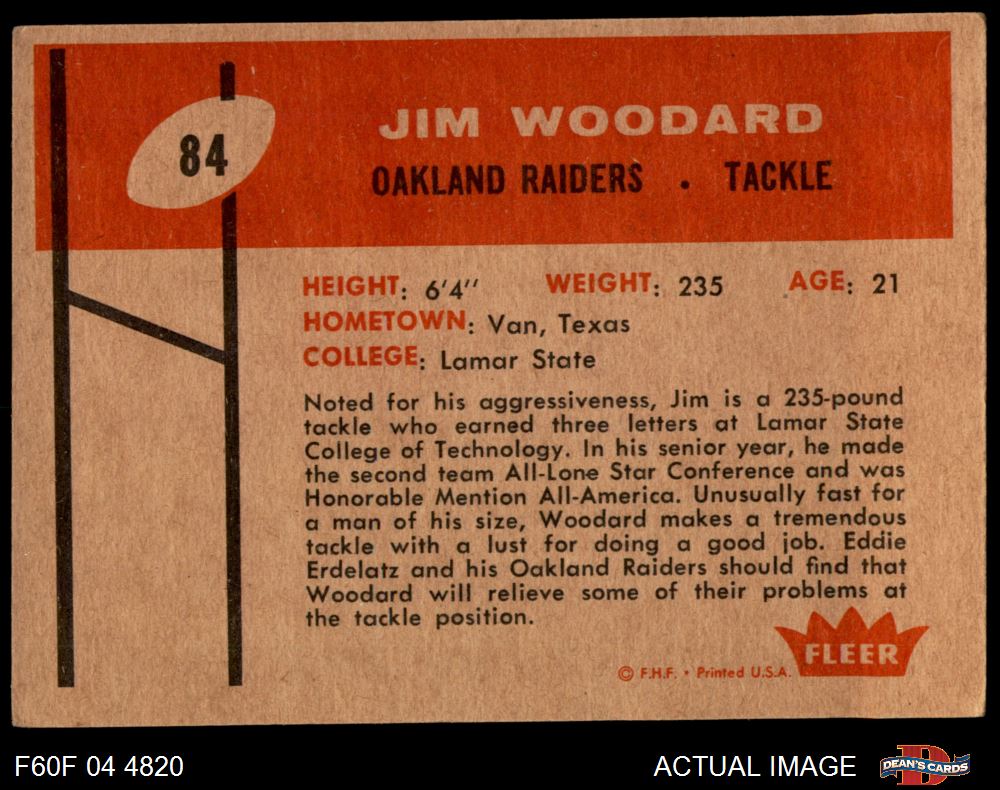 84
JIM WOODARD
OAKLAND RAIDERS . TACKLE
HEIGHT: 6'4" WEIGHT: 235 AGE: 21
HOMETOWN: Van, Texas
COLLEGE: Lamar State
Noted for his aggressiveness, Jim is a 235-pound
tackle who earned three letters at Lamar State
College of Technology. In his senior year, he made
the second team All-Lone Star Conference and was
Honorable Mention All-America. Unusually fast for
a man of his size, Woodard makes a tremendous
tackle with a lust for doing a good job. Eddie
Erdelatz and his Oakland Raiders should find that
Woodard will relieve some of their problems at
the tackle position.
FLEER
© F.H.F. • Printed U.S.A.
F60F 04 4820
ACTUAL IMAGE
D
DEAN'S CARDS